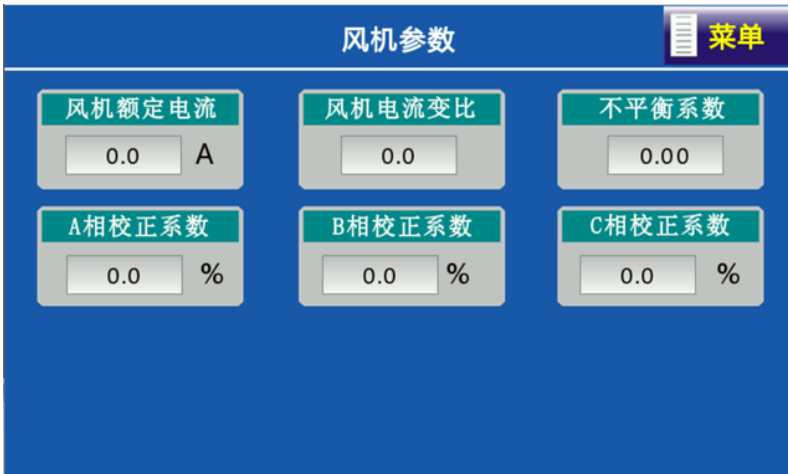 风机参数
菜单
风机额定电流
风机电流变比
不平衡系数
0.0 A
0.0
0.00
A相校正系数
B相校正系数
C相校正系数
0.0 %
0.0 %
0.0 %